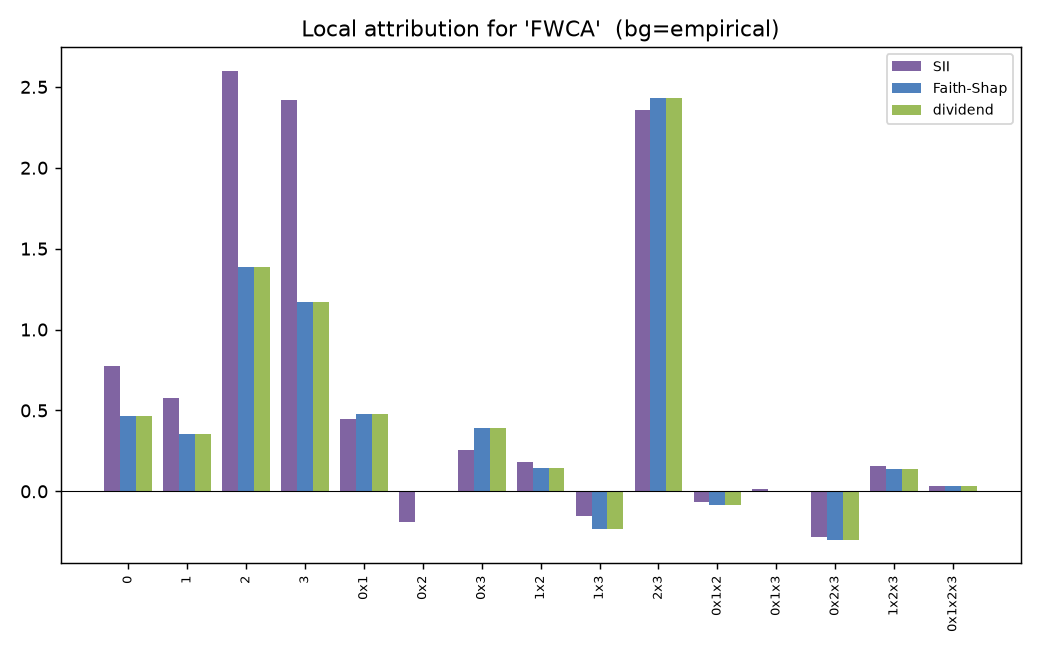 Local attribution for 'FWCA'  (bg=empirical)
SII
Faith-Shap
dividend
2.5
2.0
1.5
1.0
0.5
0.0
0
1
2
3
0x1
0x2
0x3
1x2
1x3
2x3
0x1x2
0x1x3
0x2x3
1x2x3
0x1x2x3